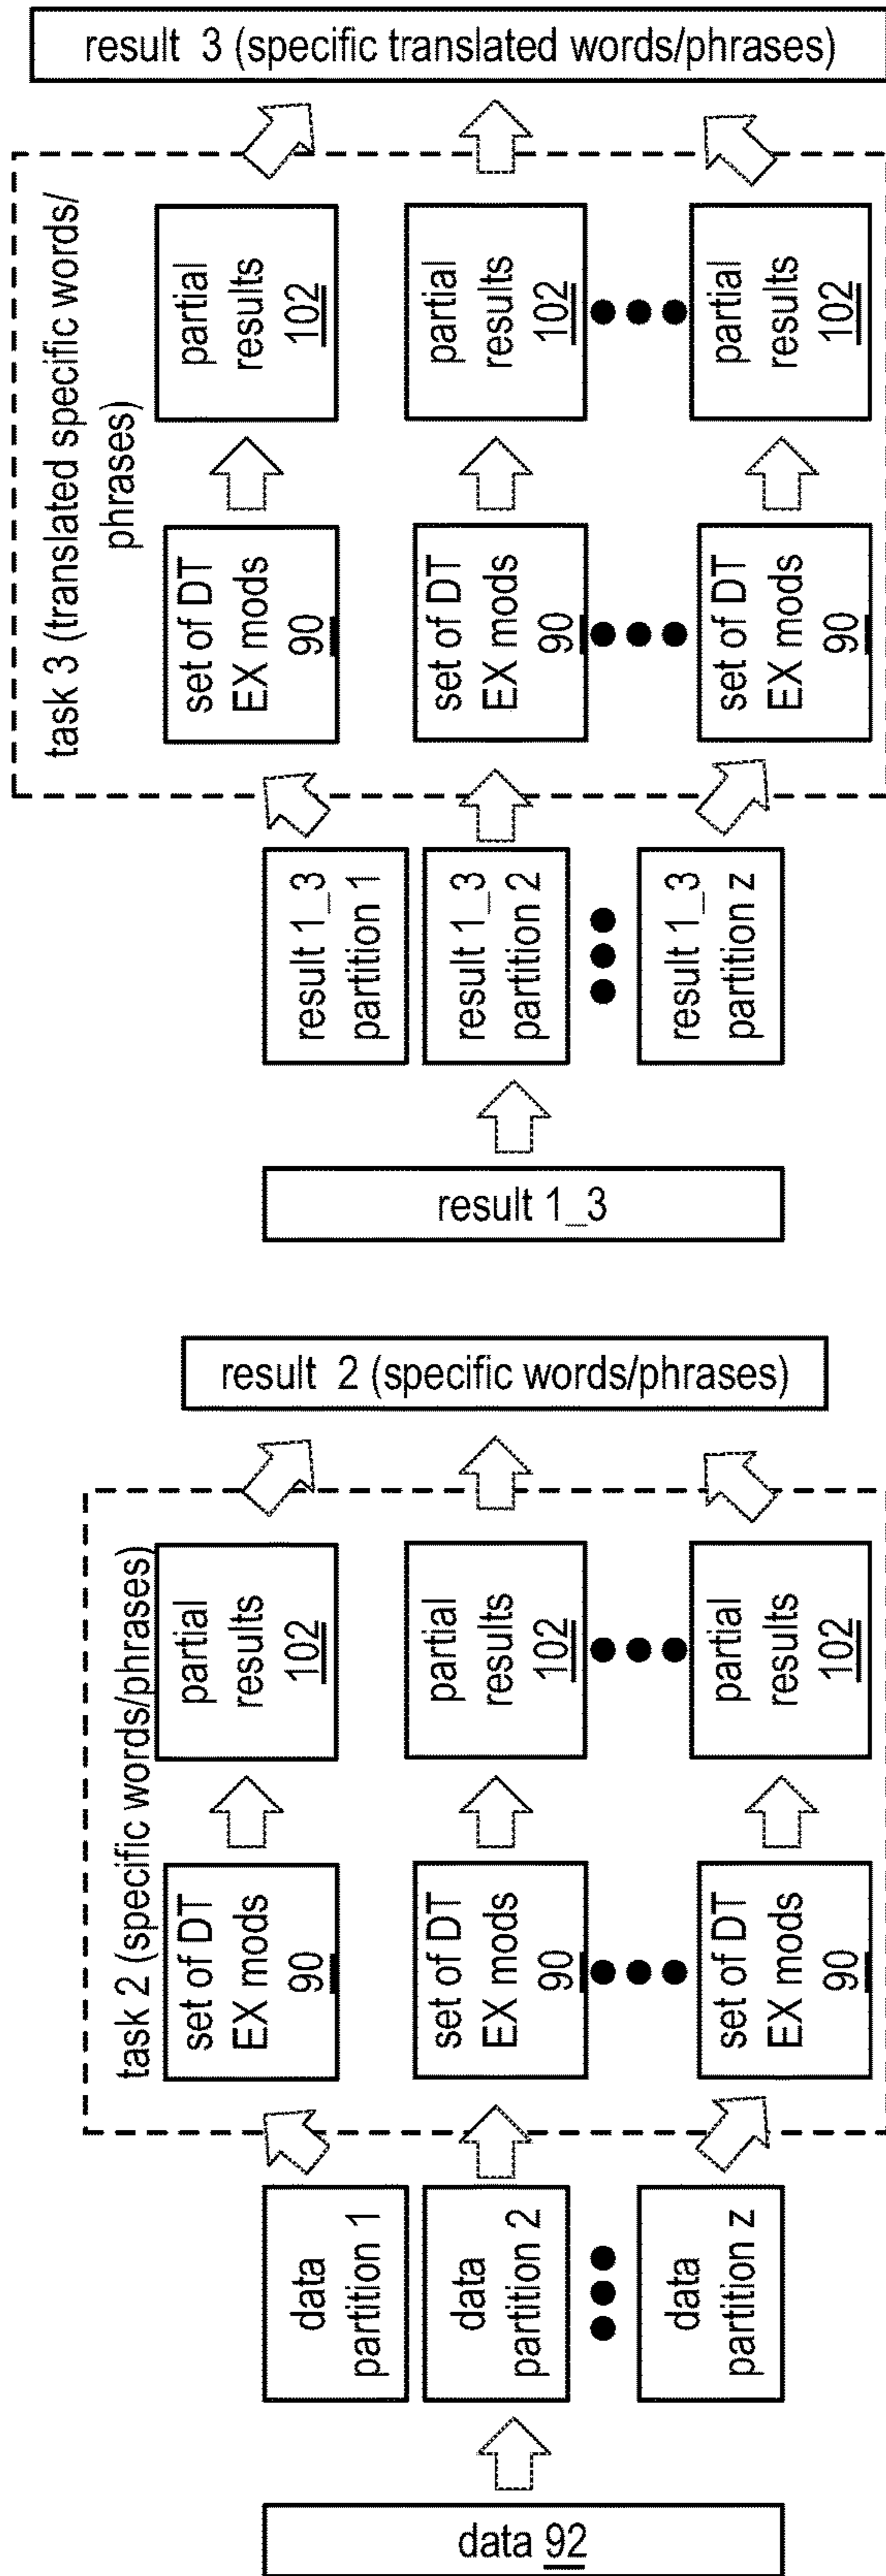 task 2 (specific words/phrases)
data 92
data
partition 1
data
partition 2
data
partition z
set of DT
EX mods
90
set of DT
EX mods
90
set of DT
EX mods
90
partial
results
102
partial
results
102
partial
results
102
result 2 (specific words/phrases)
task 3 (translated specific words/
phrases)
result 1_3
result 1_3
partition 1
result 1_3
partition 2
result 1_3
partition z
set of DT
EX mods
90
set of DT
EX mods
90
set of DT
EX mods
90
partial
results
102
partial
results
102
partial
results
102
result 3 (specific translated words/phrases)